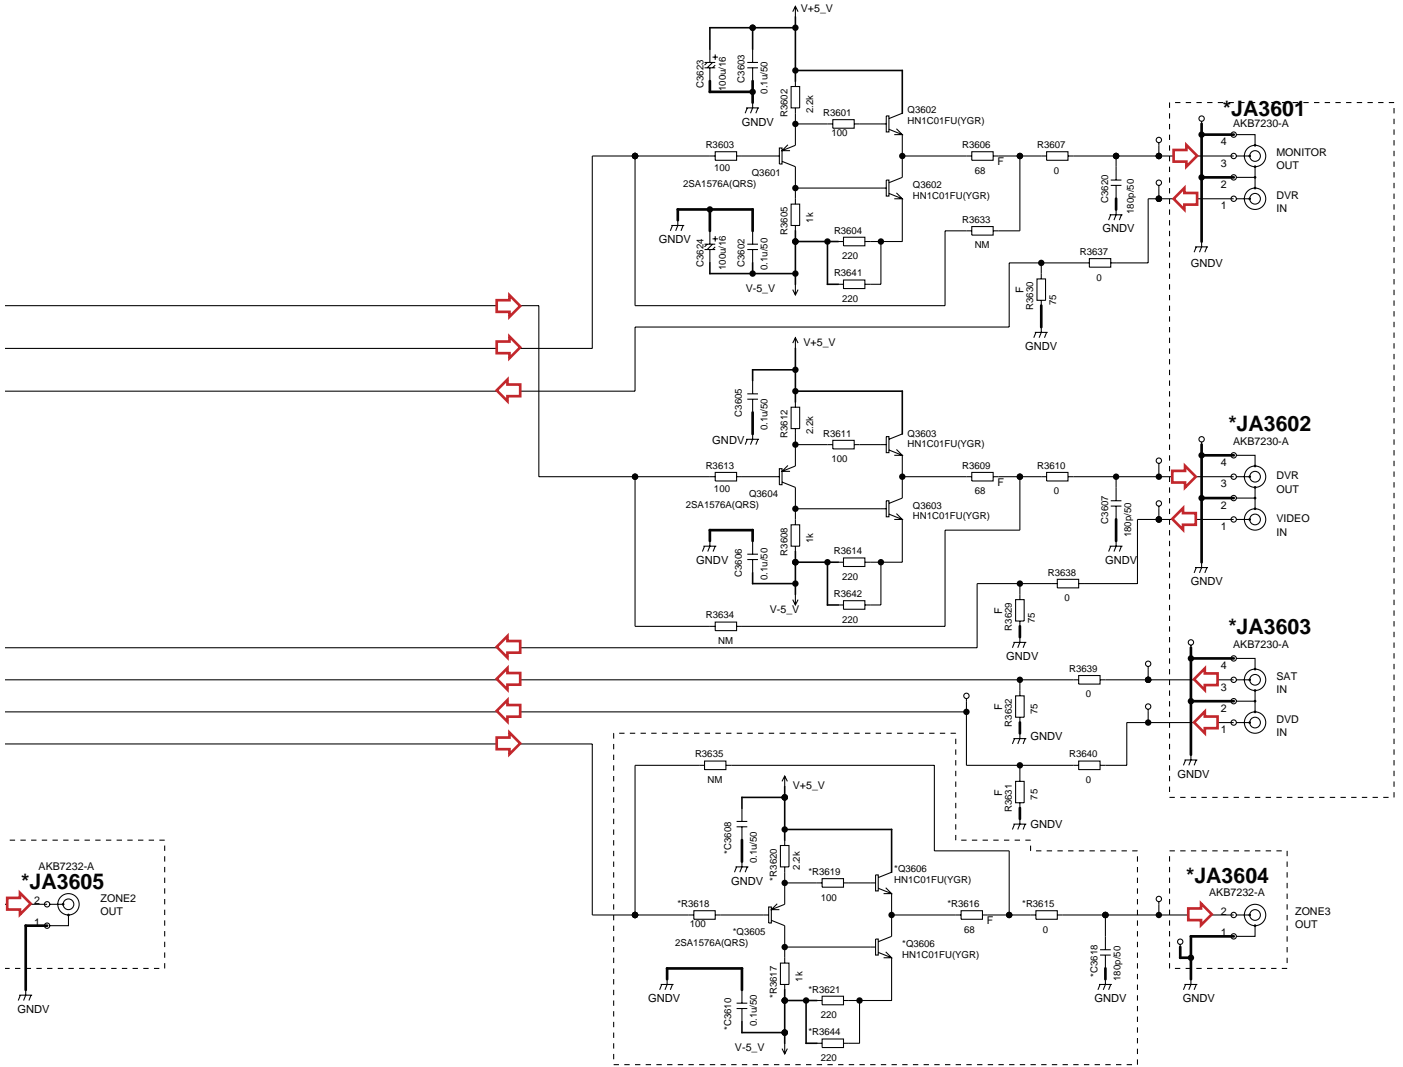 V+5_V
C3623
100u/16
+
C3603
0.1u/50
GNDV
R3602
2.2k
R3601
100
Q3602
HN1C01FU(YGR)
R3603
100
Q3601
2SA1576A(QRS)
Q3602
HN1C01FU(YGR)
R3606
68
F
R3607
0
C3620
180p/50
GNDV
*JA3601
AKB7230-A
4
3
2
1
MONITOR
OUT
DVR
IN
GNDV
GNDV
C3624
100u/16
+
C3602
0.1u/50
R3605
1k
R3604
220
R3641
220
V-5_V
R3633
NM
R3637
0
F
R3630
75
GNDV
V+5_V
C3605
0.1u/50
GNDV
R3612
2.2k
R3611
100
Q3603
HN1C01FU(YGR)
R3613
100
Q3604
2SA1576A(QRS)
Q3603
HN1C01FU(YGR)
R3609
68
F
R3610
0
C3607
180p/50
GNDV
*JA3602
AKB7230-A
4
3
2
1
DVR
OUT
VIDEO
IN
GNDV
GNDV
C3606
0.1u/50
R3608
1k
R3614
220
R3642
220
V-5_V
R3634
NM
R3638
0
F
R3629
75
GNDV
*JA3603
AKB7230-A
4
3
2
1
SAT
IN
DVD
IN
GNDV
R3639
0
F
R3632
75
GNDV
R3640
0
F
R3631
75
GNDV
R3635
NM
V+5_V
*C3608
0.1u/50
GNDV
*R3620
2.2k
*R3619
100
*Q3606
HN1C01FU(YGR)
*R3618
100
*Q3605
2SA1576A(QRS)
*Q3606
HN1C01FU(YGR)
*R3616
68
F
*R3615
0
*C3618
180p/50
GNDV
*JA3604
AKB7232-A
2
1
ZONE3
OUT
GNDV
GNDV
*C3610
0.1u/50
*R3617
1k
*R3621
220
*R3644
220
V-5_V
AKB7232-A
*JA3605
2
1
ZONE2
OUT
GNDV